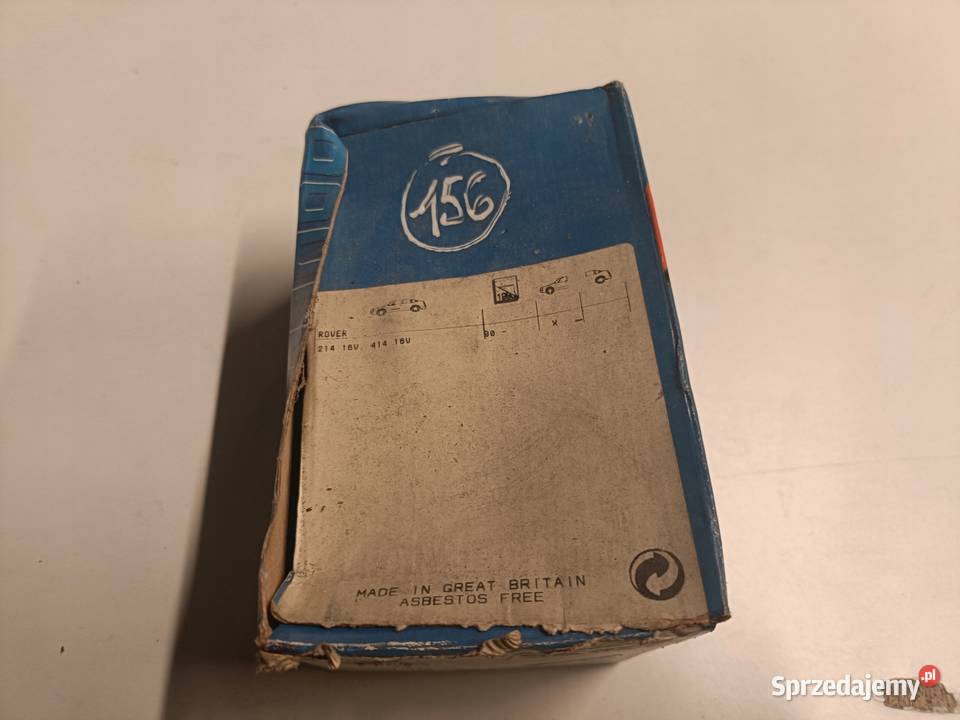 156
ROVER
214 16V, 414 16V 90 - x -
MADE IN GREAT BRITAIN
ASBESTOS FREE
Sprzedajemy.pl